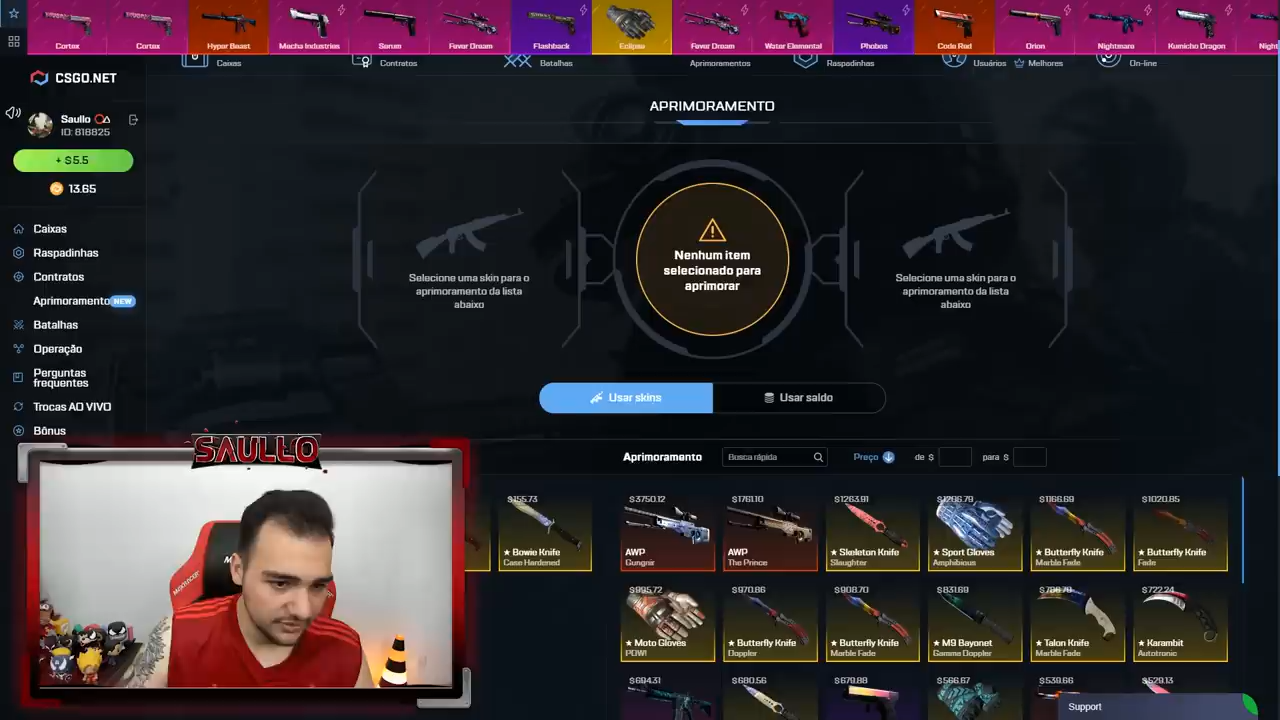 Cortex
Cortex
Hyper Beast
Mecha Industries
Serum
Fever Dream
Flashback
Eclipse
Fever Dream
Water Elemental
Phobos
Code Red
Orion
Nightmare
Kumicho Dragon
Night
CSGO.NET
Caixas
Contratos
Batalhas
Aprimoramentos
Raspadinhas
Usuários
Melhores
On-line
Saullo
ID: 818825
+ $ 5.5
13.65
Caixas
Raspadinhas
Contratos
Aprimoramento NEW
Batalhas
Operação
Perguntas
frequentes
Trocas AO VIVO
Bônus
APRIMORAMENTO
Selecione uma skin para o
aprimoramento da lista
abaixo
Nenhum item
selecionado para
aprimorar
Selecione uma skin para o
aprimoramento da lista
abaixo
Usar skins
Usar saldo
SAULLO
Aprimoramento
Busca rápida
Preço
de $
para $
$155.73
★ Bowie Knife
Case Hardened
$3750.12
AWP
Gungnir
$1761.10
AWP
The Prince
$1263.91
★ Skeleton Knife
Slaughter
★ Sport Gloves
Amphibious
$1166.69
★ Butterfly Knife
Marble Fade
$1020.85
★ Butterfly Knife
Fade
$995.72
★ Moto Gloves
POW!
$970.86
★ Butterfly Knife
Doppler
$908.70
★ Butterfly Knife
Marble Fade
$831.69
★ M9 Bayonet
Gamma Doppler
★ Talon Knife
Marble Fade
$722.24
★ Karambit
Autotronic
$694.31
$680.56
$679.88
$566.67
$539.66
$529.13
Support